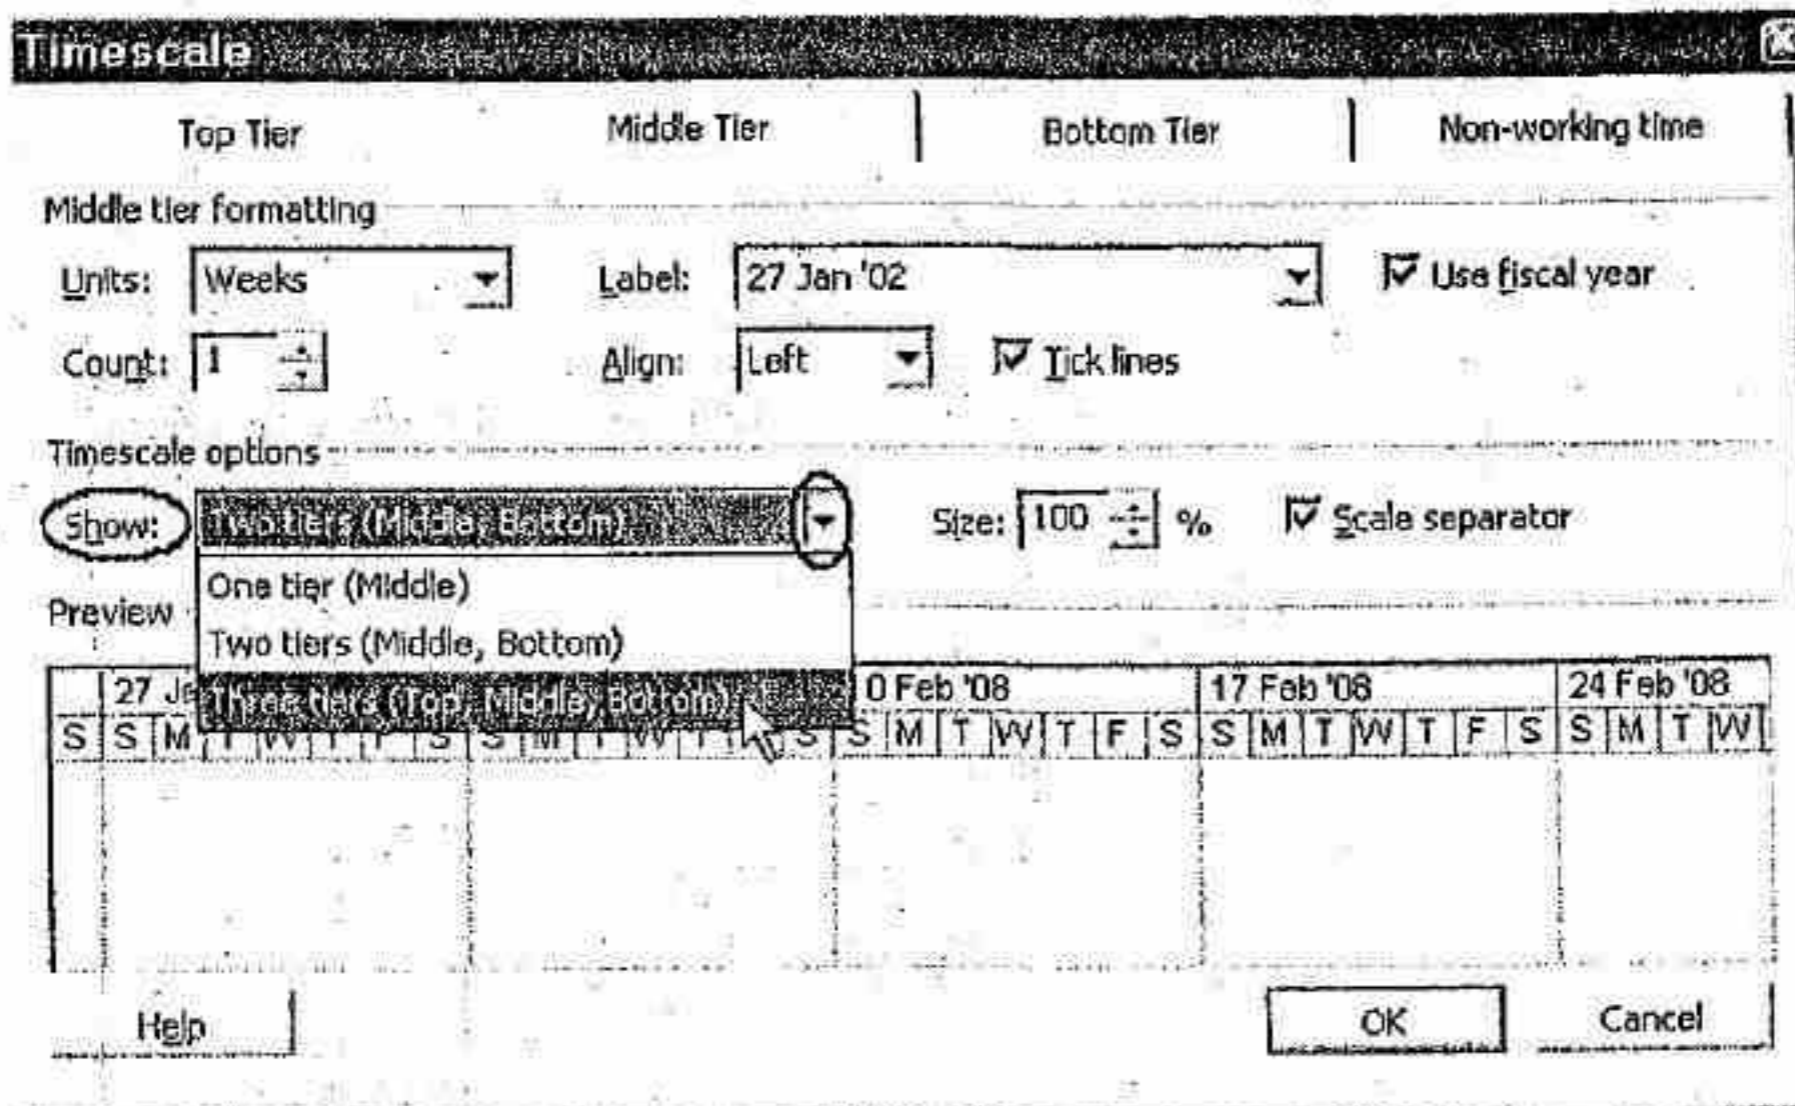 Timescale
Top Tier Middle Tier Bottom Tier Non-working time
Middle tier formatting
Units: Weeks Label: 27 Jan '02 Use fiscal year
Count: 1 Align: Left Tick lines
Timescale options
Show: Two tiers (Middle, Bottom) Size: 100 % Scale separator
One tier (Middle)
Preview
Two tiers (Middle, Bottom)
27 Three tiers (Top, Middle, Bottom) 0 Feb '08 17 Feb '08 24 Feb '08
S S M T W T F S S M T W T S S M T W T F S S M T W T F S S M T W
Help OK Cancel